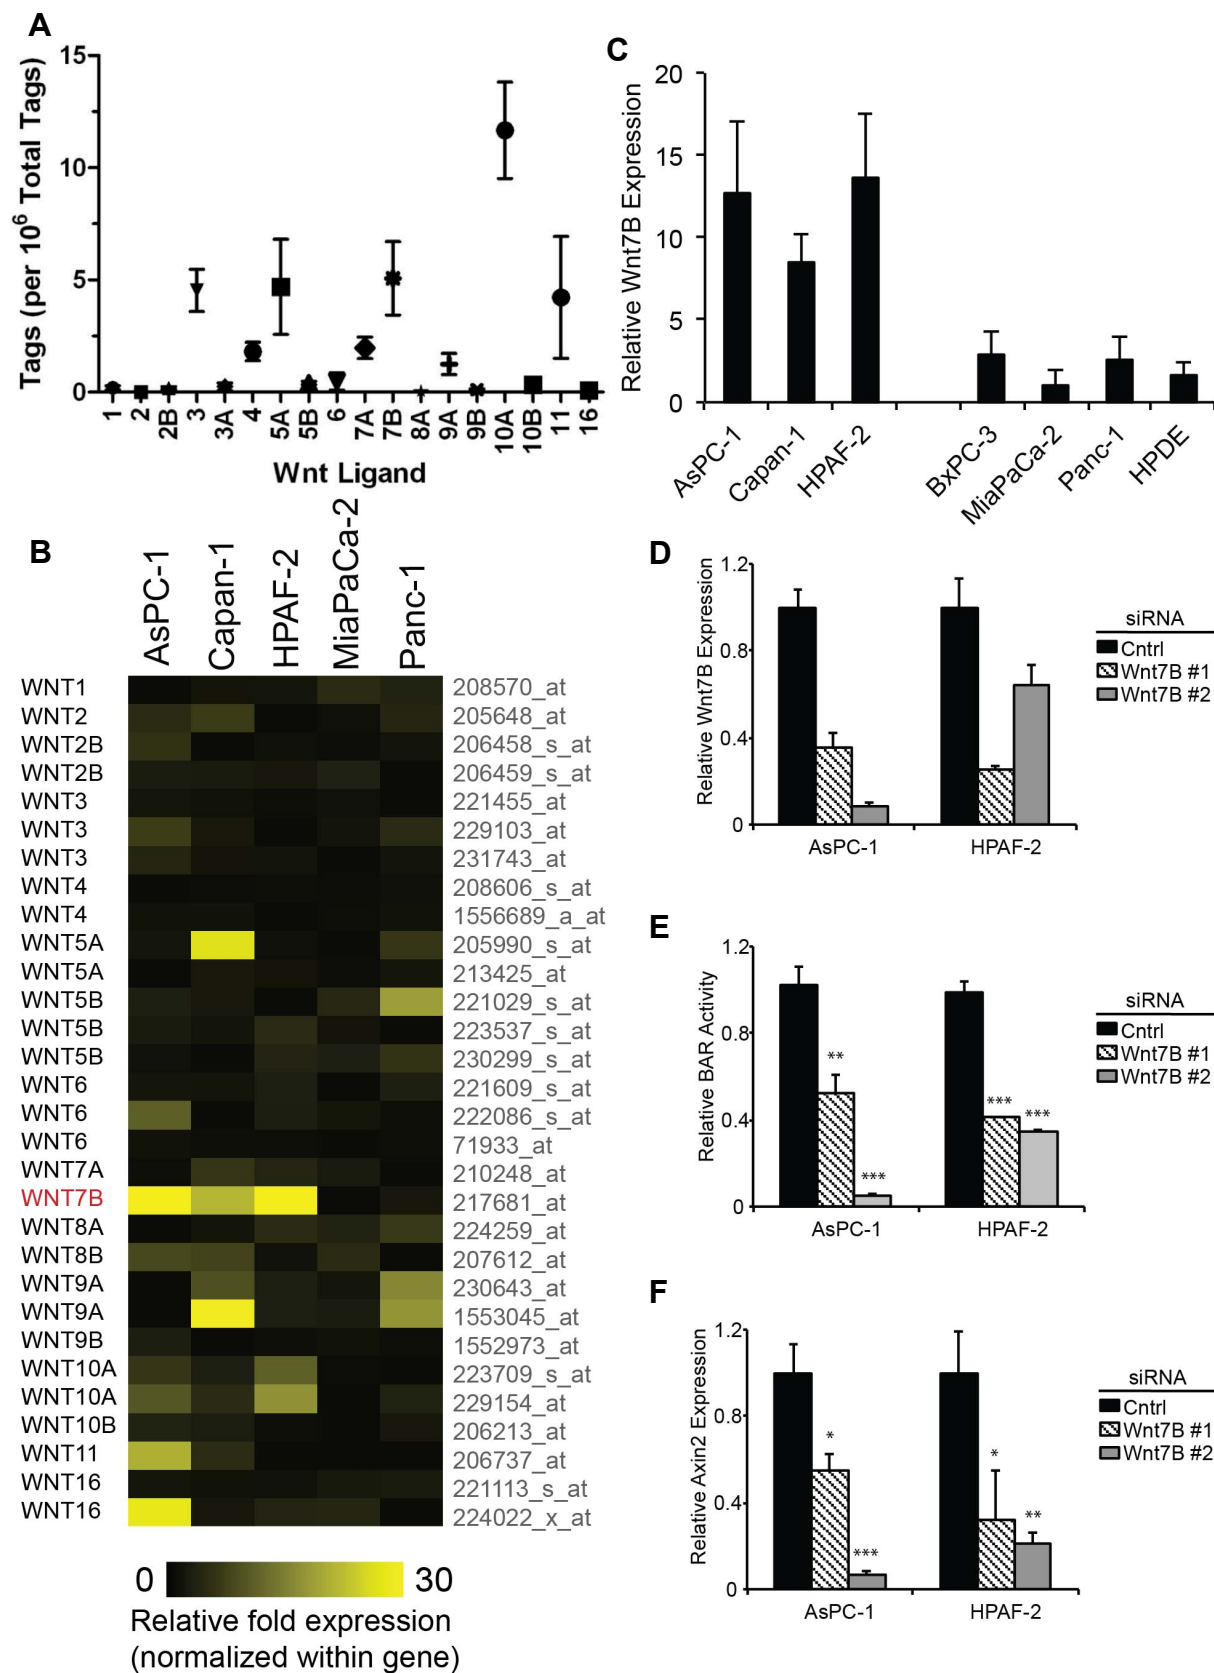 A
Tags (per 10^6 Total Tags)
15
10
5
0
1 2 2B 3 3A 4 5A 5B 6 7A 7B 8A 9A 9B 10A 10B 11 16
Wnt Ligand
B
AsPC-1 Capan-1 HPAF-2 MiaPaCa-2 Panc-1
WNT1 208570_at
WNT2 205648_at
WNT2B 206458_s_at
WNT2B 206459_s_at
WNT3 221455_at
WNT3 229103_at
WNT3 231743_at
WNT4 208606_s_at
WNT4 1556689_a_at
WNT5A 205990_s_at
WNT5A 213425_at
WNT5B 221029_s_at
WNT5B 223537_s_at
WNT5B 230299_s_at
WNT6 221609_s_at
WNT6 222086_s_at
WNT6 71933_at
WNT7A 210248_at
WNT7B 217681_at
WNT8A 224259_at
WNT8B 207612_at
WNT9A 230643_at
WNT9A 1553045_at
WNT9B 1552973_at
WNT10A 223709_s_at
WNT10A 229154_at
WNT10B 206213_at
WNT11 206737_at
WNT16 221113_s_at
WNT16 224022_x_at
0 30
Relative fold expression
(normalized within gene)
C
Relative Wnt7B Expression
20
15
10
5
0
AsPC-1 Capan-1 HPAF-2 BxPC-3 MiaPaCa-2 Panc-1 HPDE
D
Relative Wnt7B Expression
1.2
0.8
0.4
0
AsPC-1 HPAF-2
siRNA
Cntrl
Wnt7B #1
Wnt7B #2
E
Relative BAR Activity
1.2
0.8
0.4
0
** *** *** ***
AsPC-1 HPAF-2
siRNA
Cntrl
Wnt7B #1
Wnt7B #2
F
Relative Axin2 Expression
1.2
0.8
0.4
0
* *** * **
AsPC-1 HPAF-2
siRNA
Cntrl
Wnt7B #1
Wnt7B #2